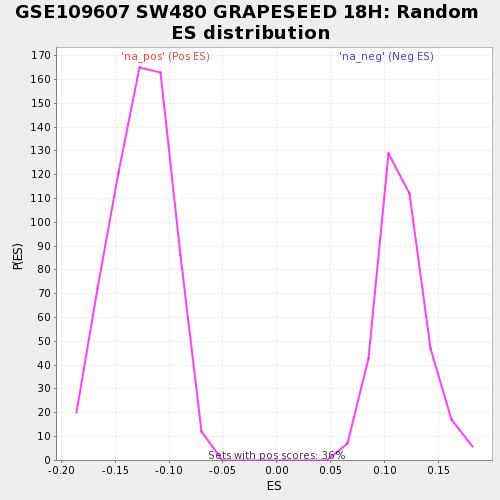 GSE109607 SW480 GRAPESEED 18H: Random
ES distribution
'na_pos' (Pos ES)
'na_neg' (Neg ES)
170
160
150
140
130
120
110
100
90
80
70
60
50
40
30
20
10
0
P(ES)
Sets with pos scores: 36%
-0.20 -0.15 -0.10 -0.05 0.00 0.05 0.10 0.15
ES